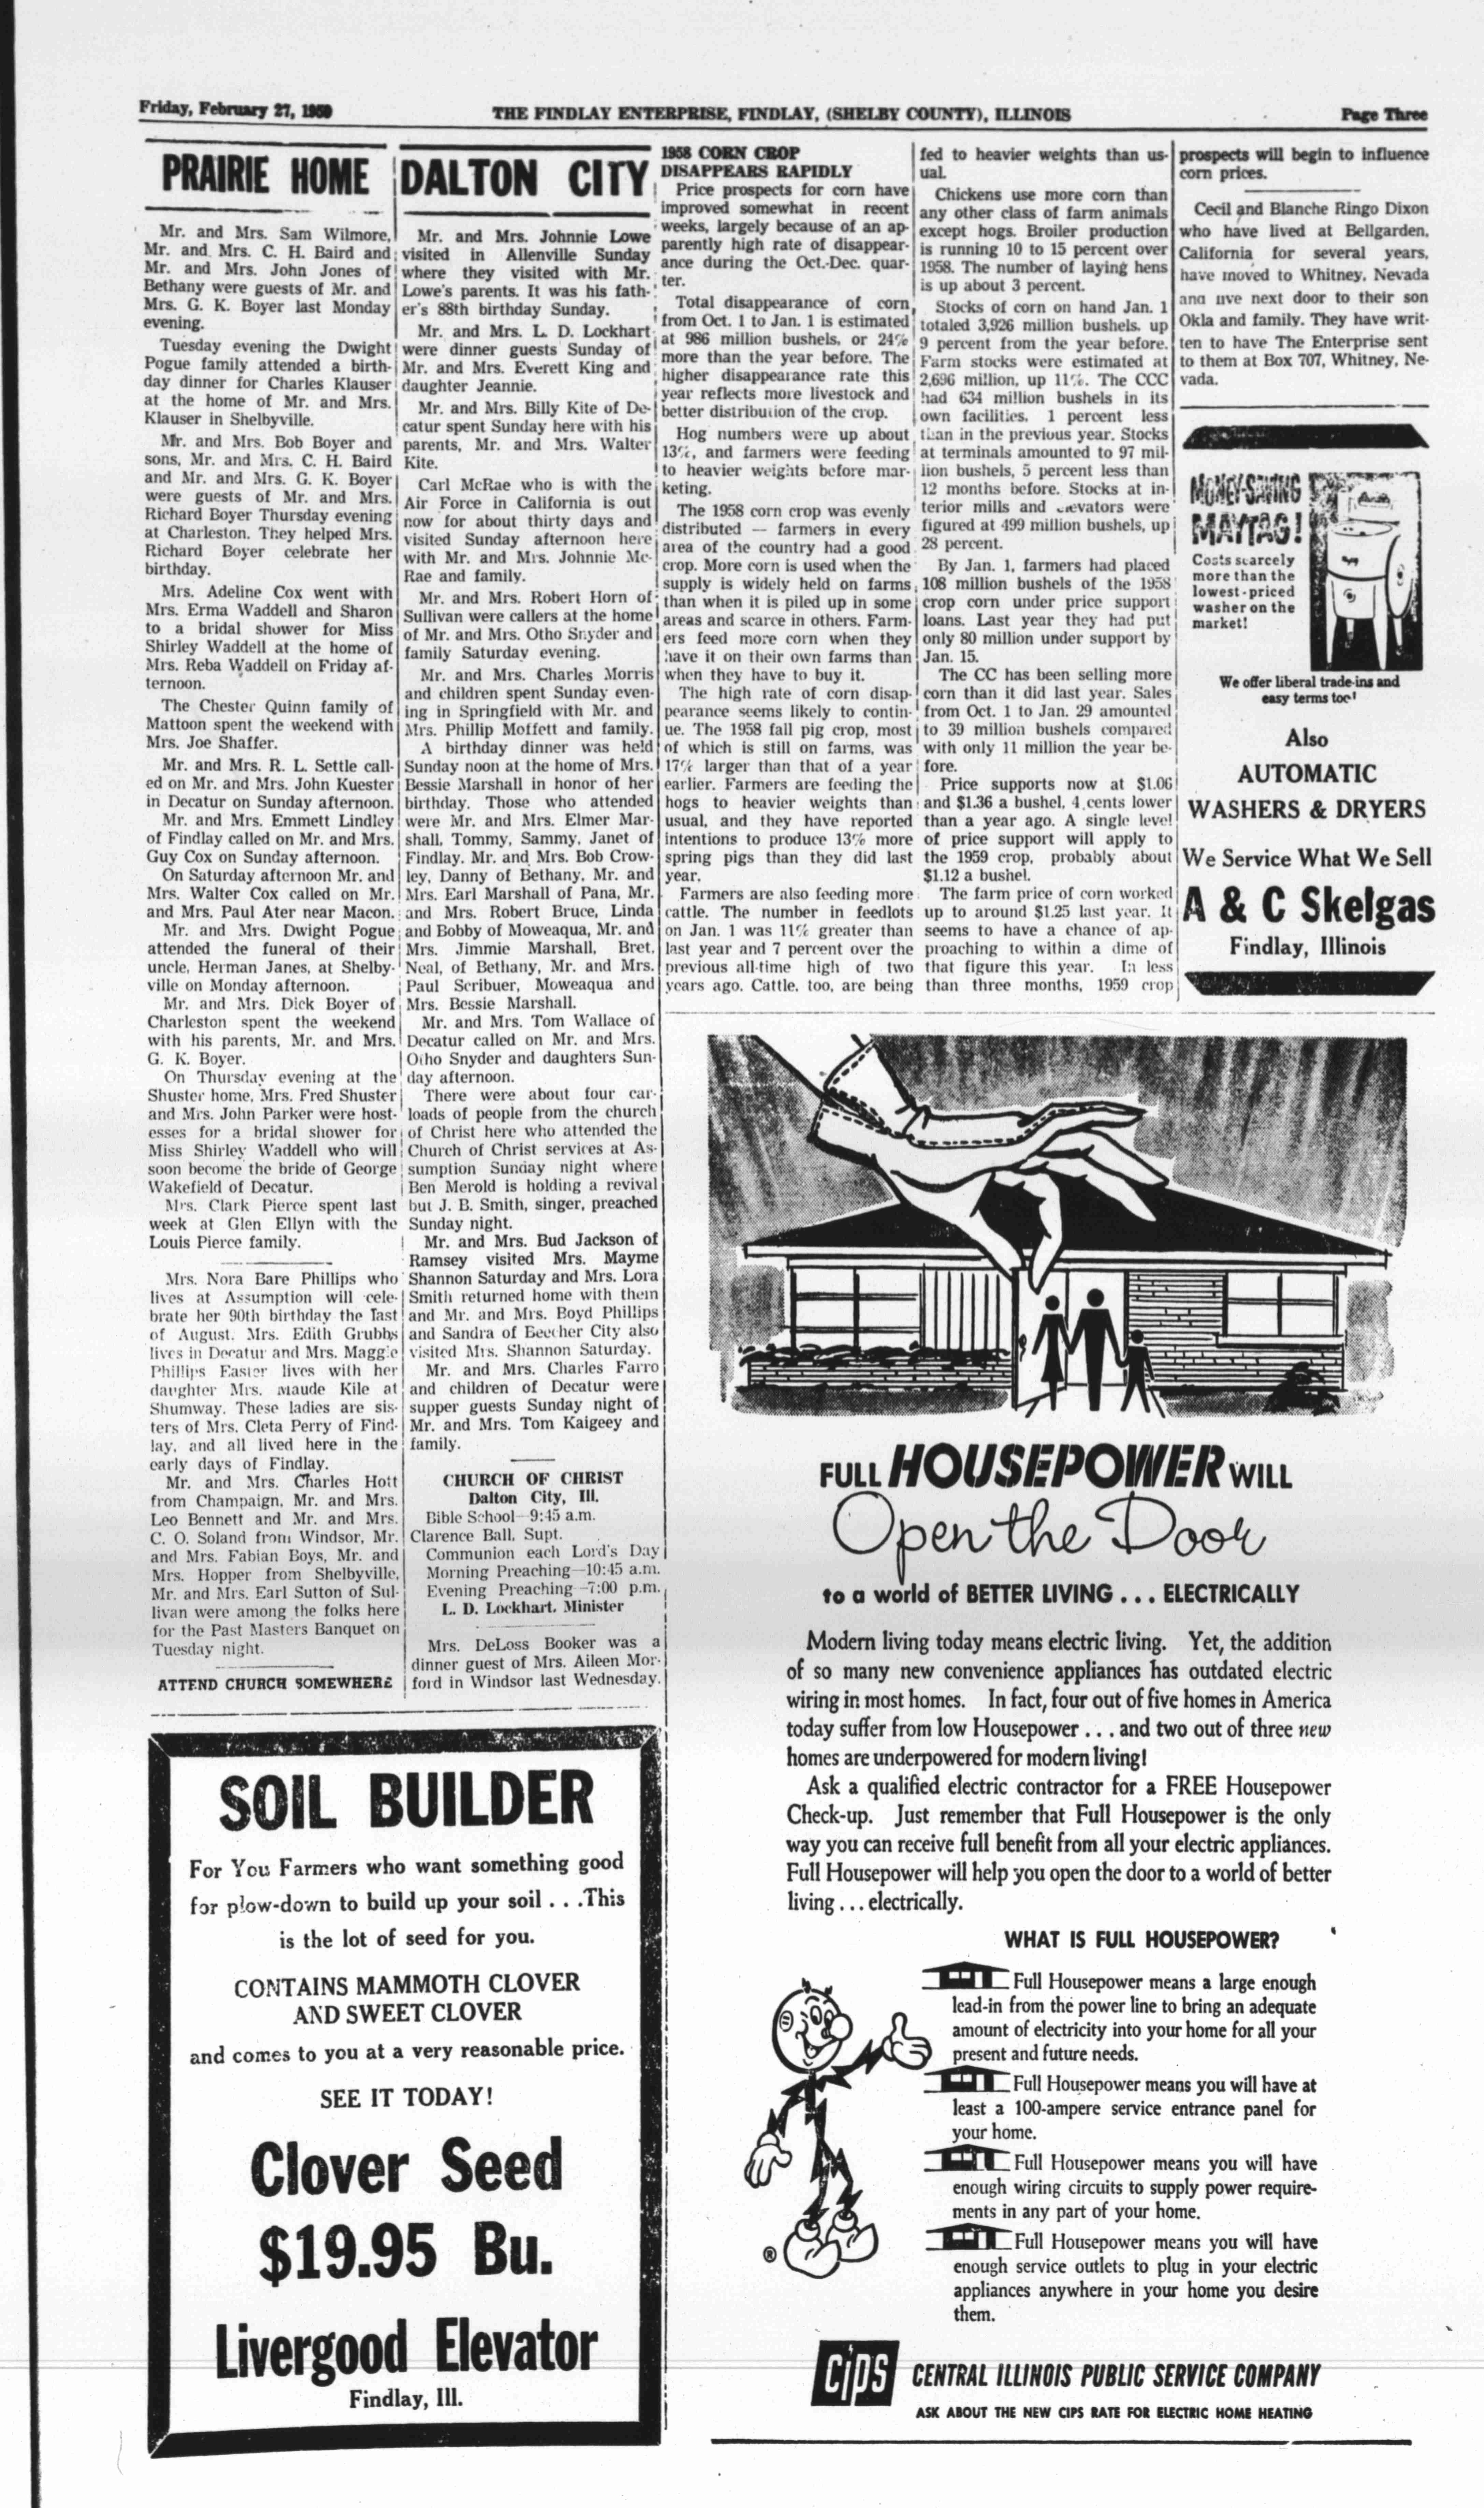 Friday, February 27, 1959
THE FINDLAY ENTERPRISE, FINDLAY, (SHELBY COUNTY), ILLINOIS
Page Three
PRAIRIE HOME
Mr. and Mrs. Sam Wilmore,
Mr. and Mrs. C. H. Baird and
Mr. and Mrs. John Jones of
Bethany were guests of Mr. and
Mrs. G. K. Boyer last Monday
evening.
Tuesday evening the Dwight
Pogue family attended a birth-
day dinner for Charles Klauser
at the home of Mr. and Mrs.
Klauser in Shelbyville.
Mr. and Mrs. Bob Boyer and
sons, Mr. and Mrs. C. H. Baird
and Mr. and Mrs. G. K. Boyer
were guests of Mr. and Mrs.
Richard Boyer Thursday evening
at Charleston. They helped Mrs.
Richard Boyer celebrate her
birthday.
Mrs. Adeline Cox went with
Mrs. Erma Waddell and Sharon
to a bridal shower for Miss
Shirley Waddell at the home of
Mrs. Reba Waddell on Friday af-
ternoon.
The Chester Quinn family of
Mattoon spent the weekend with
Mrs. Joe Shaffer.
Mr. and Mrs. R. L. Settle call-
ed on Mr. and Mrs. John Kuester
in Decatur on Sunday afternoon.
Mr. and Mrs. Emmett Lindley
of Findlay called on Mr. and Mrs.
Guy Cox on Sunday afternoon.
On Saturday afternoon Mr. and
Mrs. Walter Cox called on Mr.
and Mrs. Paul Ater near Macon.
Mr. and Mrs. Dwight Pogue
attended the funeral of their
uncle, Herman Janes, at Shelby-
ville on Monday afternoon.
Mr. and Mrs. Dick Boyer of
Charleston spent the weekend
with his parents, Mr. and Mrs.
G. K. Boyer.
On Thursday evening at the
Shuster home, Mrs. Fred Shuster
and Mrs. John Parker were host-
esses for a bridal shower for
Miss Shirley Waddell who will
soon become the bride of George
Wakefield of Decatur.
Mrs. Clark Pierce spent last
week at Glen Ellyn with the
Louis Pierce family.
Mrs. Nora Bare Phillips who
lives at Assumption will cele-
brate her 90th birthday the last
of August. Mrs. Edith Grubbs
lives in Decatur and Mrs. Maggie
Phillips Easter lives with her
daughter Mrs. Maude Kile at
Shumway. These ladies are sis-
ters of Mrs. Cleta Perry of Find-
lay, and all lived here in the
early days of Findlay.
Mr. and Mrs. Charles Hott
from Champaign, Mr. and Mrs.
Leo Bennett and Mr. and Mrs.
C. O. Soland from Windsor, Mr.
and Mrs. Fabian Boys, Mr. and
Mrs. Hopper from Shelbyville,
Mr. and Mrs. Earl Sutton of Sul-
livan were among the folks here
for the Past Masters Banquet on
Tuesday night.
ATTEND CHURCH SOMEWHERE
DALTON CITY
Mr. and Mrs. Johnnie Lowe
visited in Allenville Sunday
where they visited with Mr.
Lowe's parents. It was his fath-
er's 88th birthday Sunday.
Mr. and Mrs. L. D. Lockhart
were dinner guests Sunday of
Mr. and Mrs. Everett King and
daughter Jeannie.
Mr. and Mrs. Billy Kite of De-
catur spent Sunday here with his
parents, Mr. and Mrs. Walter
Kite.
Carl McRae who is with the
Air Force in California is out
now for about thirty days and
visited Sunday afternoon here
with Mr. and Mrs. Johnnie Mc-
Rae and family.
Mr. and Mrs. Robert Horn of
Sullivan were callers at the home
of Mr. and Mrs. Otho Snyder and
family Saturday evening.
Mr. and Mrs. Charles Morris
and children spent Sunday even-
ing in Springfield with Mr. and
Mrs. Phillip Moffett and family.
A birthday dinner was held
Sunday noon at the home of Mrs.
Bessie Marshall in honor of her
birthday. Those who attended
were Mr. and Mrs. Elmer Mar-
shall, Tommy, Sammy, Janet of
Findlay, Mr. and Mrs. Bob Crow-
ley, Danny of Bethany, Mr. and
Mrs. Earl Marshall of Pana, Mr.
and Mrs. Robert Bruce, Linda
and Bobby of Moweaqua, Mr. and
Mrs. Jimmie Marshall, Bret,
Neal, of Bethany, Mr. and Mrs.
Paul Scribuer, Moweaqua and
Mrs. Bessie Marshall.
Mr. and Mrs. Tom Wallace of
Decatur called on Mr. and Mrs.
Otho Snyder and daughters Sun-
day afternoon.
There were about four car-
loads of people from the church
of Christ here who attended the
Church of Christ services at As-
sumption Sunday night where
Ben Merold is holding a revival
but J. B. Smith, singer, preached
Sunday night.
Mr. and Mrs. Bud Jackson of
Ramsey visited Mrs. Mayme
Shannon Saturday and Mrs. Lora
Smith returned home with them
and Mr. and Mrs. Boyd Phillips
and Sandra of Beecher City also
visited Mrs. Shannon Saturday.
Mr. and Mrs. Charles Farro
and children of Decatur were
supper guests Sunday night of
Mr. and Mrs. Tom Kaigeey and
family.
CHURCH OF CHRIST
Dalton City, Ill.
Bible School—9:45 a.m.
Clarence Ball, Supt.
Communion each Lord's Day
Morning Preaching—10:45 a.m.
Evening Preaching—7:00 p.m.
L. D. Lockhart, Minister
Mrs. DeLoss Booker was a
dinner guest of Mrs. Aileen Mor-
ford in Windsor last Wednesday.
1958 CORN CROP
DISAPPEARS RAPIDLY
Price prospects for corn have
improved somewhat in recent
weeks, largely because of an ap-
parently high rate of disappear-
ance during the Oct.-Dec. quar-
ter.
Total disappearance of corn
from Oct. 1 to Jan. 1 is estimated
at 986 million bushels, or 24%
more than the year before. The
higher disappearance rate this
year reflects more livestock and
better distribution of the crop.
Hog numbers were up about
13%, and farmers were feeding
to heavier weights before mar-
keting.
The 1958 corn crop was evenly
distributed — farmers in every
area of the country had a good
crop. More corn is used when the
supply is widely held on farms
than when it is piled up in some
areas and scarce in others. Farm-
ers feed more corn when they
have it on their own farms than
when they have to buy it.
The high rate of corn disap-
pearance seems likely to contin-
ue. The 1958 fall pig crop, most
of which is still on farms, was
17% larger than that of a year
earlier. Farmers are feeding the
hogs to heavier weights than
usual, and they have reported
intentions to produce 13% more
spring pigs than they did last
year.
Farmers are also feeding more
cattle. The number in feedlots
on Jan. 1 was 11% greater than
last year and 7 percent over the
previous all-time high of two
years ago. Cattle, too, are being
fed to heavier weights than us-
ual.
Chickens use more corn than
any other class of farm animals
except hogs. Broiler production
is running 10 to 15 percent over
1958. The number of laying hens
is up about 3 percent.
Stocks of corn on hand Jan. 1
totaled 3,926 million bushels, up
9 percent from the year before.
Farm stocks were estimated at
2,696 million, up 11%. The CCC
had 634 million bushels in its
own facilities, 1 percent less
than in the previous year. Stocks
at terminals amounted to 97 mil-
lion bushels, 5 percent less than
12 months before. Stocks at in-
terior mills and elevators were
figured at 499 million bushels, up
28 percent.
By Jan. 1, farmers had placed
108 million bushels of the 1958
crop corn under price support
loans. Last year they had put
only 80 million under support by
Jan. 15.
The CC has been selling more
corn than it did last year. Sales
from Oct. 1 to Jan. 29 amounted
to 39 million bushels compared
with only 11 million the year be-
fore.
Price supports now at $1.06
and $1.36 a bushel, 4 cents lower
than a year ago. A single level
of price support will apply to
the 1959 crop, probably about
$1.12 a bushel.
The farm price of corn worked
up to around $1.25 last year. It
seems to have a chance of ap-
proaching to within a dime of
that figure this year. In less
than three months, 1959 crop
prospects will begin to influence
corn prices.
Cecil and Blanche Ringo Dixon
who have lived at Bellgarden,
California for several years,
have moved to Whitney, Nevada
and live next door to their son
Okla and family. They have writ-
ten to have The Enterprise sent
to them at Box 707, Whitney, Ne-
vada.
MONEY-SAVING
MAYTAG!
Costs scarcely
more than the
lowest-priced
washer on the
market!
We offer liberal trade-ins and
easy terms too!
Also
AUTOMATIC
WASHERS & DRYERS
We Service What We Sell
A & C Skelgas
Findlay, Illinois
SOIL BUILDER
For You Farmers who want something good
for plow-down to build up your soil . . .This
is the lot of seed for you.
CONTAINS MAMMOTH CLOVER
AND SWEET CLOVER
and comes to you at a very reasonable price.
SEE IT TODAY!
Clover Seed
$19.95 Bu.
Livergood Elevator
Findlay, Ill.
FULL HOUSEPOWER WILL
Open the Door
to a world of BETTER LIVING . . . ELECTRICALLY
Modern living today means electric living. Yet, the addition
of so many new convenience appliances has outdated electric
wiring in most homes. In fact, four out of five homes in America
today suffer from low Housepower . . . and two out of three new
homes are underpowered for modern living!
Ask a qualified electric contractor for a FREE Housepower
Check-up. Just remember that Full Housepower is the only
way you can receive full benefit from all your electric appliances.
Full Housepower will help you open the door to a world of better
living . . . electrically.
WHAT IS FULL HOUSEPOWER?
Full Housepower means a large enough
lead-in from the power line to bring an adequate
amount of electricity into your home for all your
present and future needs.
Full Housepower means you will have at
least a 100-ampere service entrance panel for
your home.
Full Housepower means you will have
enough wiring circuits to supply power require-
ments in any part of your home.
Full Housepower means you will have
enough service outlets to plug in your electric
appliances anywhere in your home you desire
them.
®
CIPS
CENTRAL ILLINOIS PUBLIC SERVICE COMPANY
ASK ABOUT THE NEW CIPS RATE FOR ELECTRIC HOME HEATING